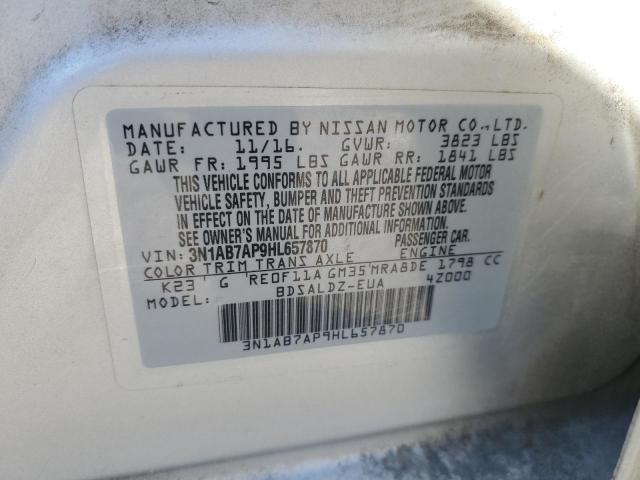 MANUFACTURED BY NISSAN MOTOR CO.,LTD.
DATE: 11/16. GVWR: 3823 LBS
GAWR FR: 1995 LBS GAWR RR: 1841 LBS
THIS VEHICLE CONFORMS TO ALL APPLICABLE FEDERAL MOTOR
VEHICLE SAFETY, BUMPER AND THEFT PREVENTION STANDARDS
IN EFFECT ON THE DATE OF MANUFACTURE SHOWN ABOVE.
SEE OWNER'S MANUAL FOR ADDITIONAL INFORMATION.
VIN: 3N1AB7AP9HL657870 PASSENGER CAR.
COLOR TRIM TRANS AXLE ENGINE
K23 G RE0F11A GM35 MRA8DE 1798 CC
MODEL: BDSALDZ-EUA 4Z000
3N1AB7AP9HL657870